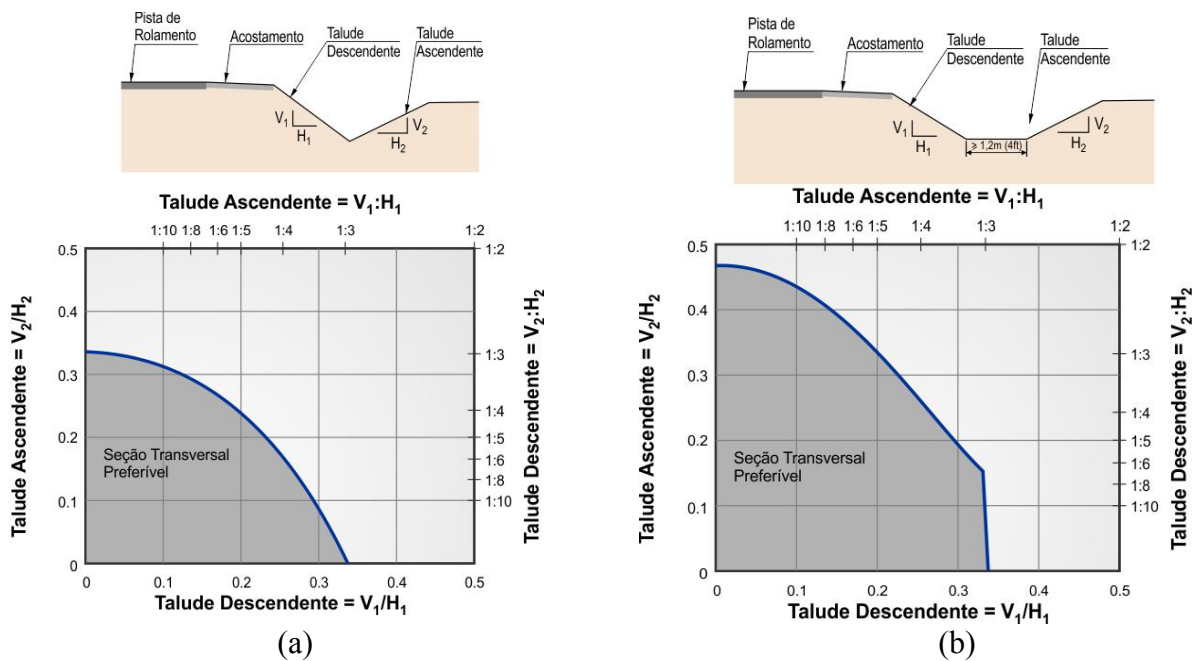 Pista de
Rolamento
Acostamento
Talude
Descendente
Talude
Ascendente
V1
H1
V2
H2
Talude Ascendente = V1:H1
1:10 1:8 1:6 1:5 1:4 1:3 1:2
0.5
0.4
0.3
0.2
0.1
0
Talude Ascendente = V2/H2
1:2
1:3
1:4
1:5
1:6
1:8
1:10
Talude Descendente = V2:H2
Seção Transversal
Preferível
0 0.1 0.2 0.3 0.4 0.5
Talude Descendente = V1/H1
(a)
Pista de
Rolamento
Acostamento
Talude
Descendente
Talude
Ascendente
V1
H1
≥ 1,2m (4ft)
V2
H2
Talude Ascendente = V1:H1
1:10 1:8 1:6 1:5 1:4 1:3 1:2
0.5
0.4
0.3
0.2
0.1
0
Talude Ascendente = V2/H2
1:2
1:3
1:4
1:5
1:6
1:8
1:10
Talude Descendente = V2:H2
Seção Transversal
Preferível
0 0.1 0.2 0.3 0.4 0.5
Talude Descendente = V1/H1
(b)